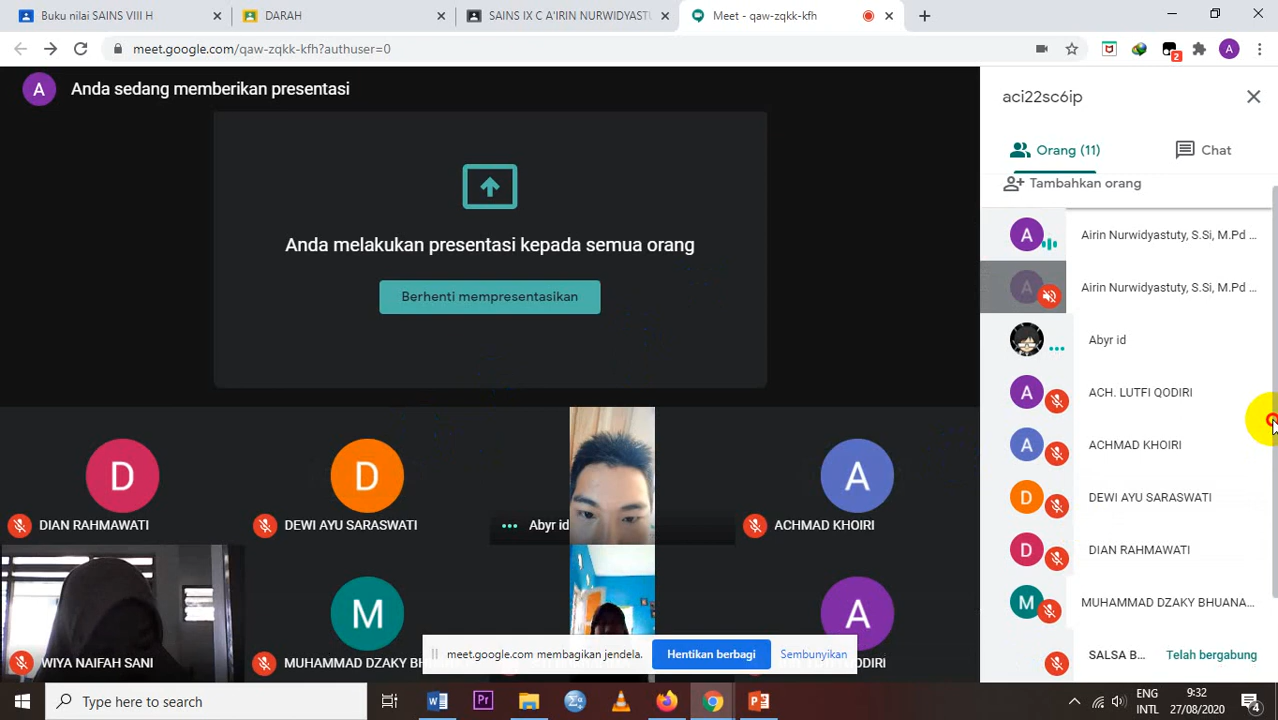 Buku nilai SAINS VIII H
DARAH
SAINS IX C A'IRIN NURWIDYASTU
Meet - qaw-zqkk-kfh
meet.google.com/qaw-zqkk-kfh?authuser=0
2
A
A
Anda sedang memberikan presentasi
Anda melakukan presentasi kepada semua orang
Berhenti mempresentasikan
aci22sc6ip
Orang (11)
Chat
Tambahkan orang
A
Airin Nurwidyastuty, S.Si, M.Pd ...
A
Airin Nurwidyastuty, S.Si, M.Pd ...
Abyr id
A
ACH. LUTFI QODIRI
A
ACHMAD KHOIRI
D
DEWI AYU SARASWATI
D
DIAN RAHMAWATI
M
MUHAMMAD DZAKY BHUANA...
SALSA B...
Telah bergabung
D
DIAN RAHMAWATI
D
DEWI AYU SARASWATI
Abyr id
A
ACHMAD KHOIRI
WIYA NAIFAH SANI
M
MUHAMMAD DZAKY BHUANA
A
QODIRI
meet.google.com membagikan jendela.
Hentikan berbagi
Sembunyikan
Type here to search
W
Pr
P
ENG
INTL
9:32
27/08/2020
4